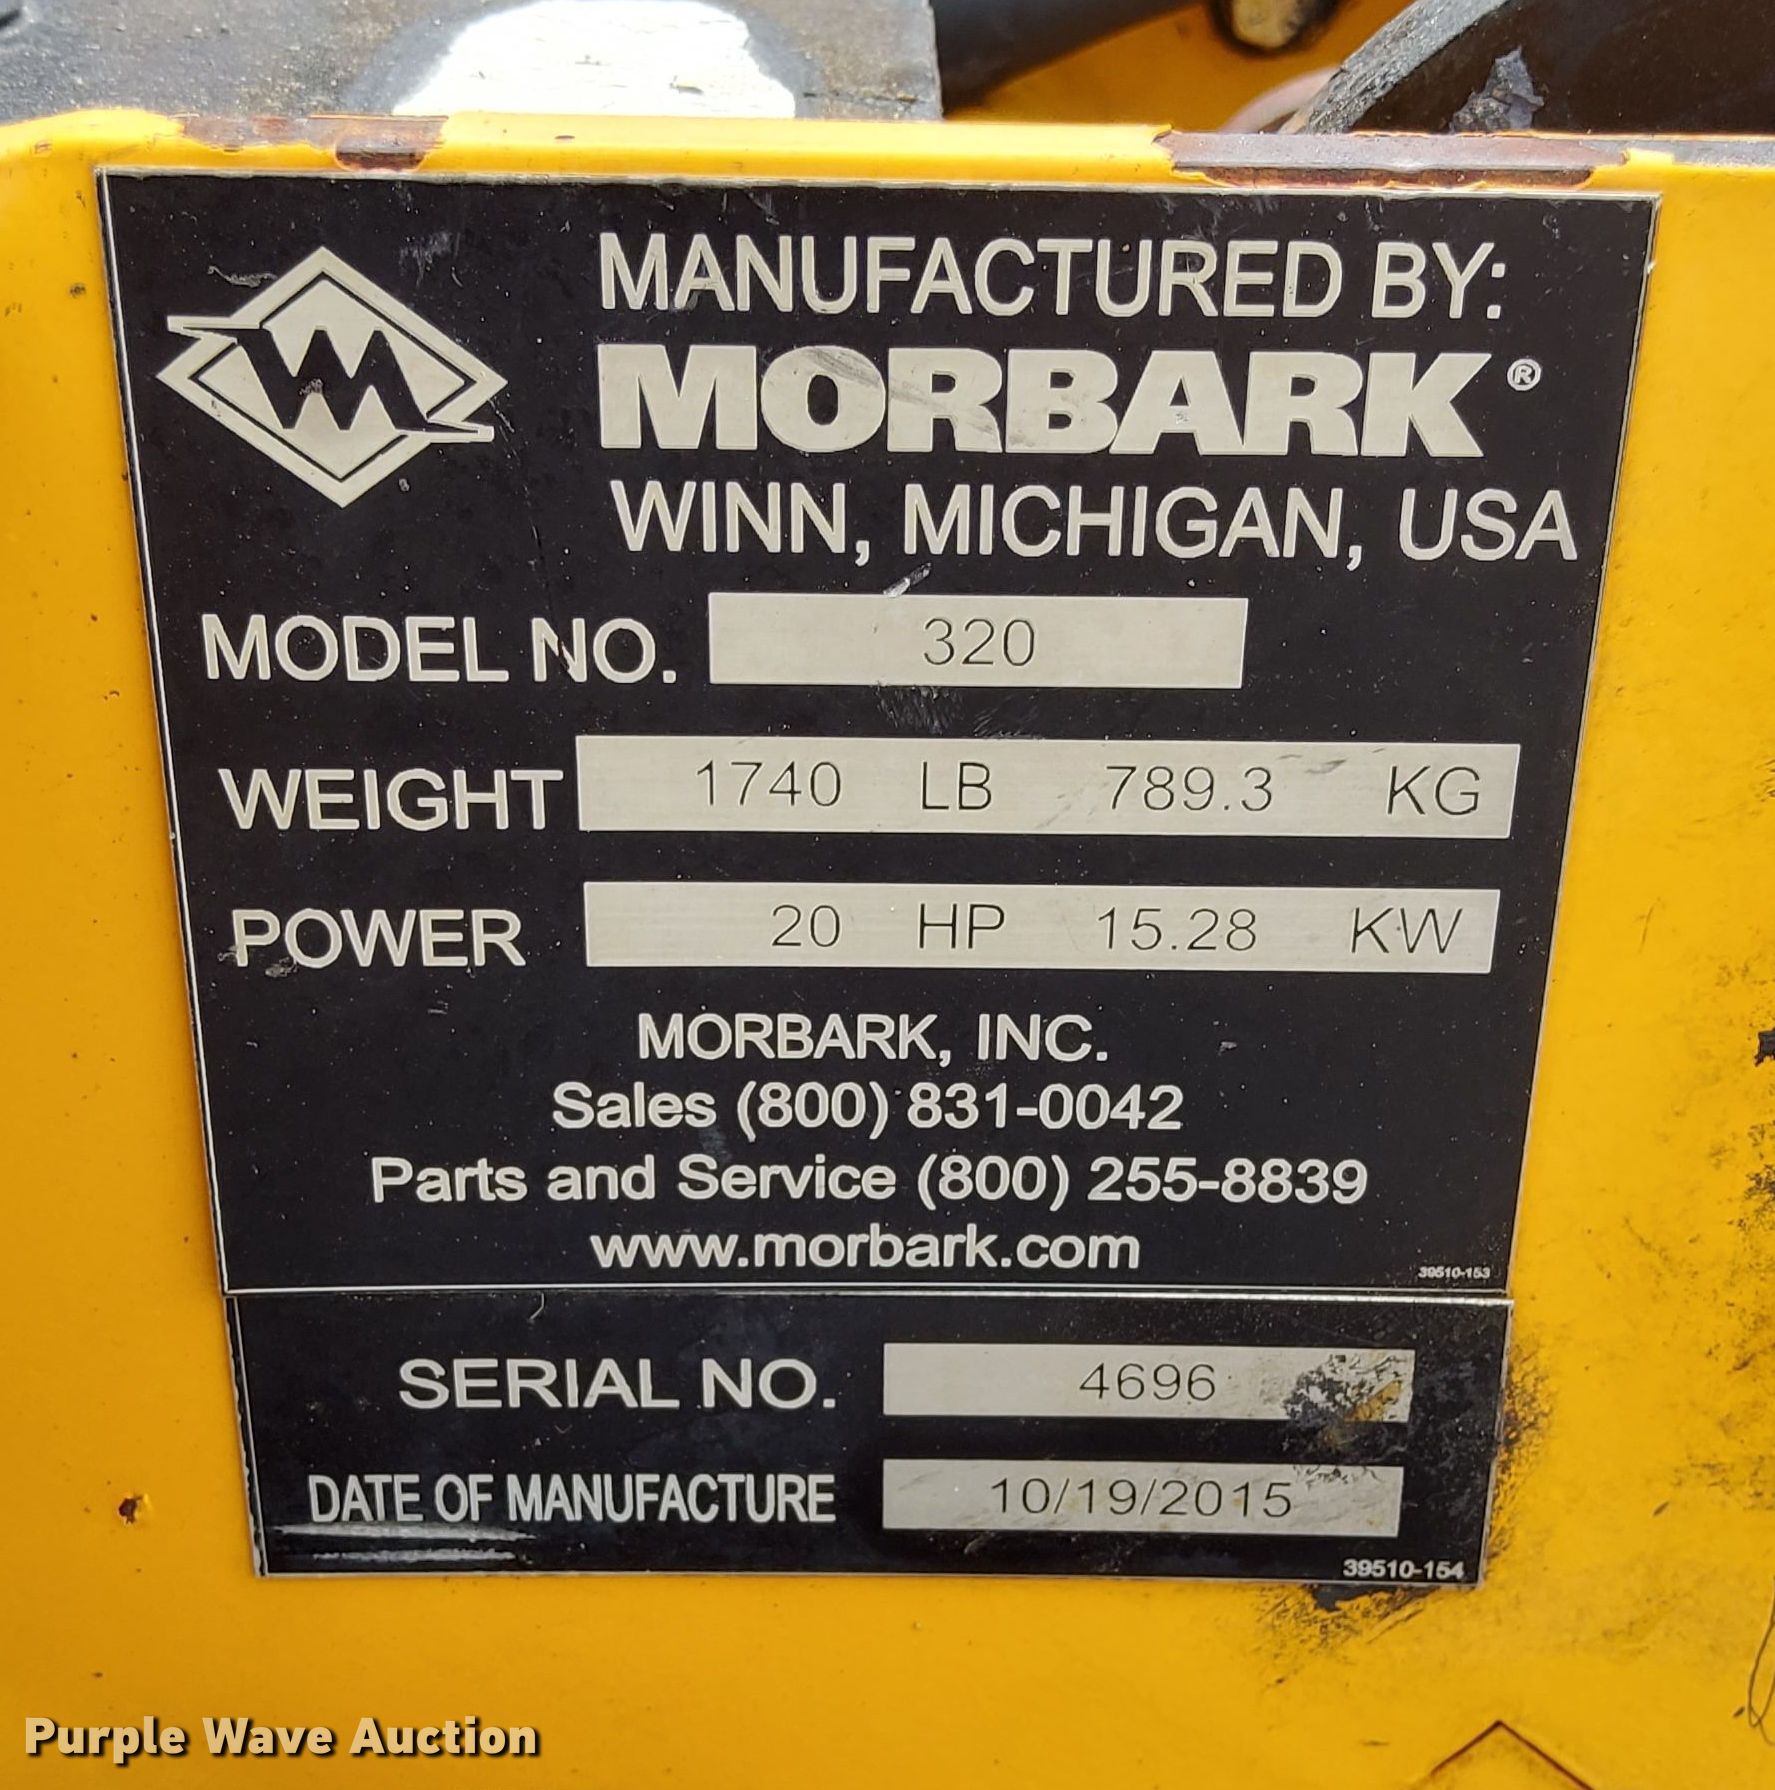 MANUFACTURED BY:
MORBARK®
WINN, MICHIGAN, USA
MODEL NO. 320
WEIGHT 1740 LB 789.3 KG
POWER 20 HP 15.28 KW
MORBARK, INC.
Sales (800) 831-0042
Parts and Service (800) 255-8839
www.morbark.com
39510-153
SERIAL NO. 4696
DATE OF MANUFACTURE 10/19/2015
39510-154
Purple Wave Auction